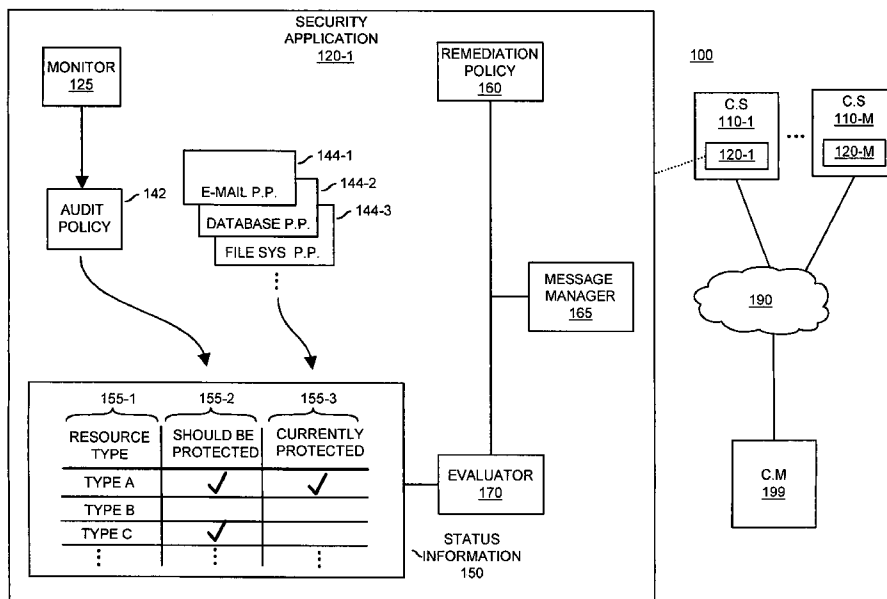 SECURITY
APPLICATION
120-1
MONITOR
125
REMEDIATION
POLICY
160
100
C.S
110-1
120-1
...
C.S
110-M
120-M
AUDIT
POLICY
142
144-1
E-MAIL P.P.
144-2
DATABASE P.P.
144-3
FILE SYS P.P.
MESSAGE
MANAGER
165
190
155-1
155-2
155-3
RESOURCE
TYPE
SHOULD BE
PROTECTED
CURRENTLY
PROTECTED
TYPE A
TYPE B
TYPE C
EVALUATOR
170
STATUS
INFORMATION
150
C.M
199